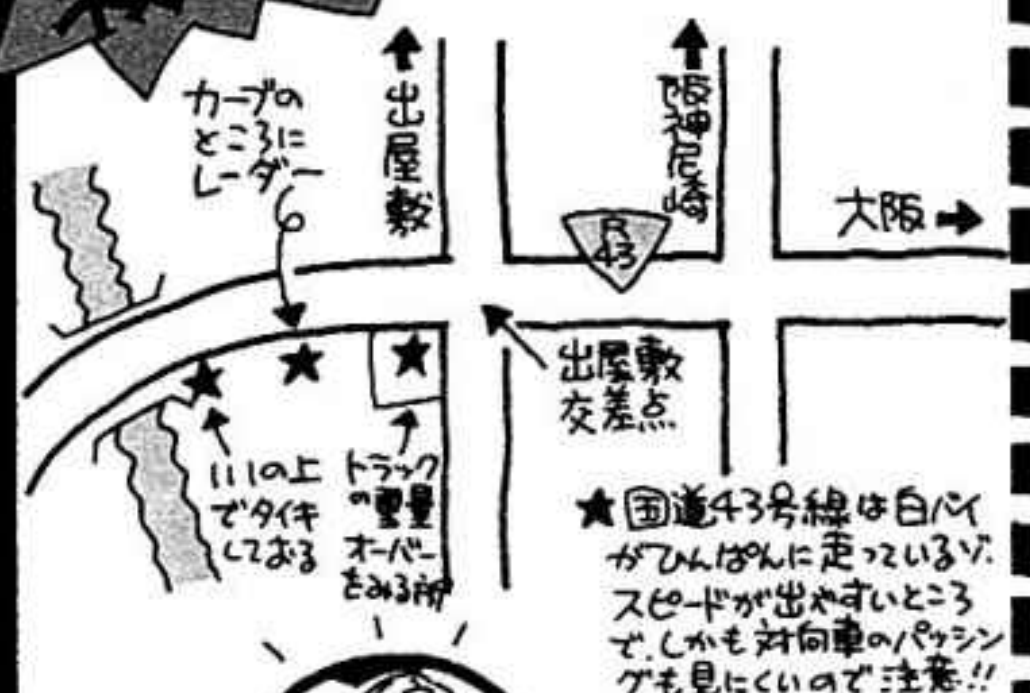 カーブの
ところに
レーダー
出屋敷
阪神尼崎
R
43
大阪
出屋敷
交差点
川の上
でタイキ
しておる
トラック
の重量
オーバー
をみる所
★国道43号線は白バイ
がひんぱんに走っているゾ.
スピードが出やすいところ
で、しかも対向車のパッシン
グも見にくいので注意!!